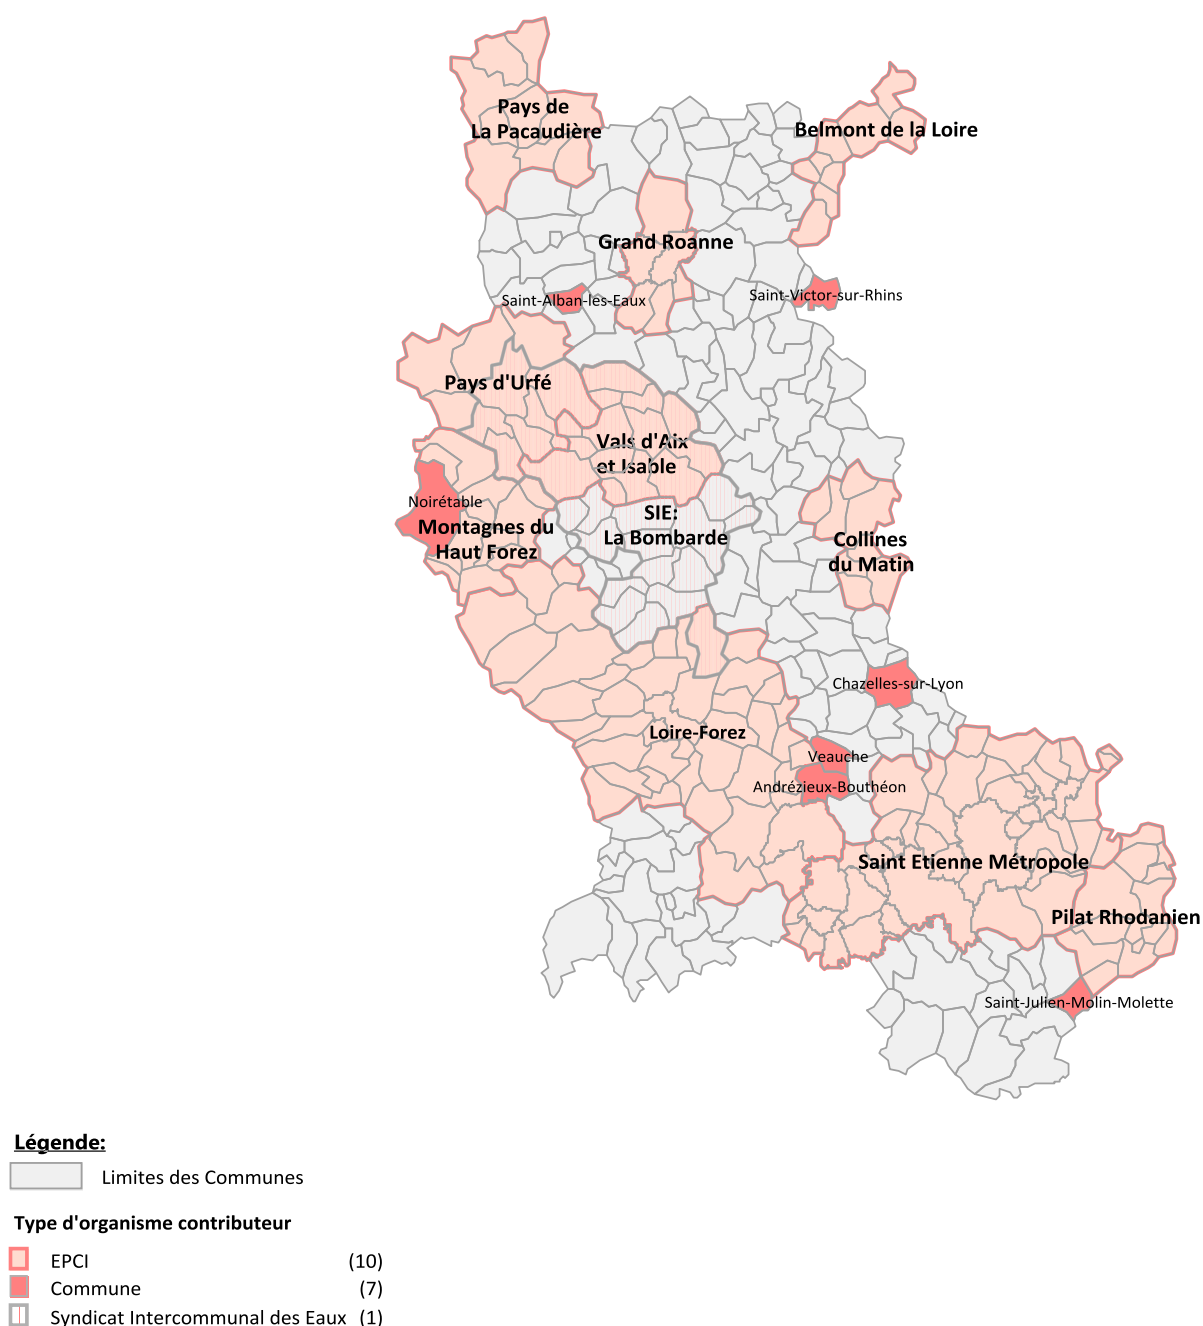 Pays de
La Pacaudière
Belmont de la Loire
Grand Roanne
Saint-Alban-les-Eaux
Saint-Victor-sur-Rhins
Pays d'Urfé
Vals d'Aix
et Isable
Noirétable
Montagnes du
Haut Forez
SIE:
La Bombarde
Collines
du Matin
Chazelles-sur-Lyon
Loire-Forez
Veauche
Andrézieux-Bouthéon
Saint Etienne Métropole
Pilat Rhodanien
Saint-Julien-Molin-Molette
Légende:
Limites des Communes
Type d'organisme contributeur
EPCI (10)
Commune (7)
Syndicat Intercommunal des Eaux (1)